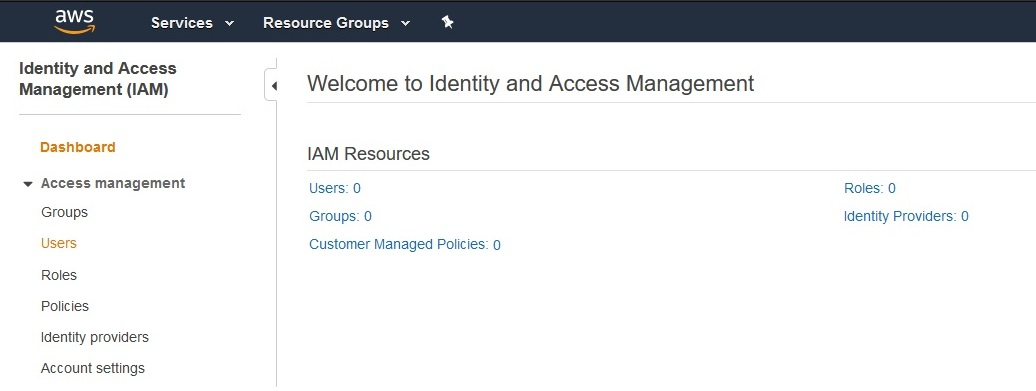 aws Services Resource Groups
Identity and Access
Management (IAM)
Dashboard
Access management
Groups
Users
Roles
Policies
Identity providers
Account settings
Welcome to Identity and Access Management
IAM Resources
Users: 0
Roles: 0
Groups: 0
Identity Providers: 0
Customer Managed Policies: 0